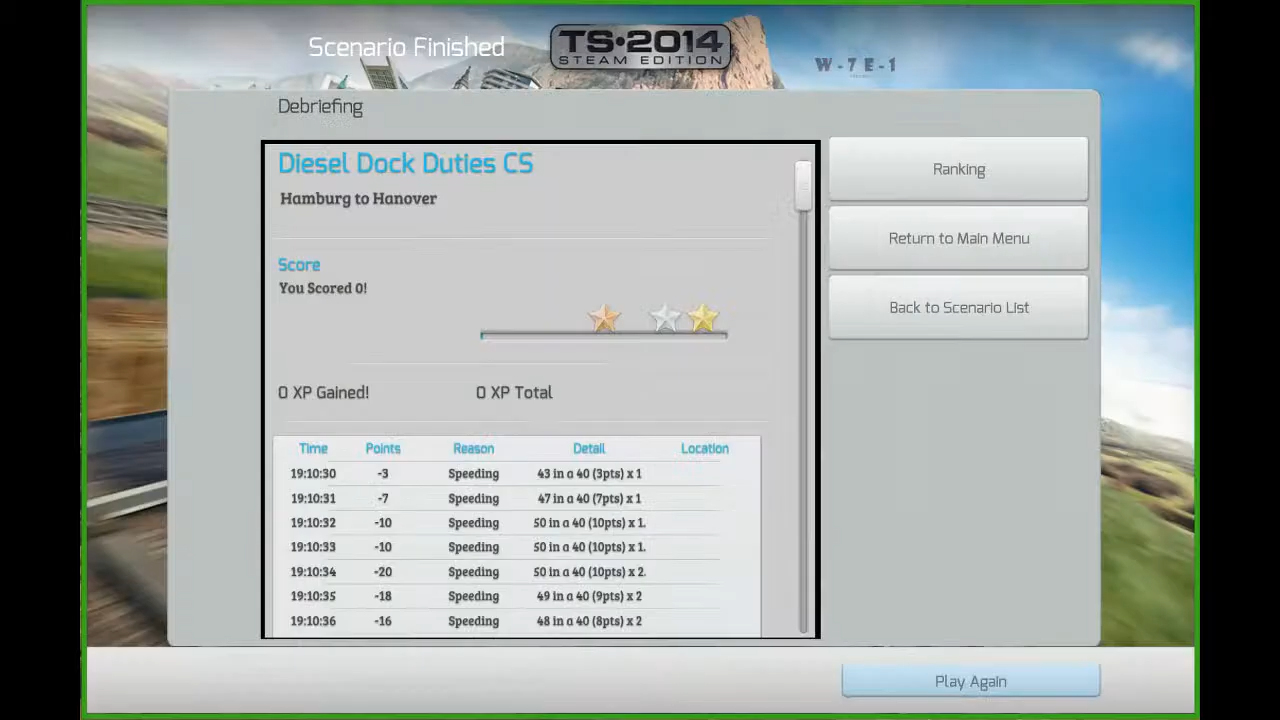 Scenario Finished
TS·2014
STEAM EDITION
W-7E-1
Debriefing
Diesel Dock Duties CS
Hamburg to Hanover
Score
You Scored 0!
0 XP Gained! 0 XP Total
Time Points Reason Detail Location
19:10:30 -3 Speeding 43 in a 40 (3pts) x 1
19:10:31 -7 Speeding 47 in a 40 (7pts) x 1
19:10:32 -10 Speeding 50 in a 40 (10pts) x 1.
19:10:33 -10 Speeding 50 in a 40 (10pts) x 1.
19:10:34 -20 Speeding 50 in a 40 (10pts) x 2.
19:10:35 -18 Speeding 49 in a 40 (9pts) x 2
19:10:36 -16 Speeding 48 in a 40 (8pts) x 2
Ranking
Return to Main Menu
Back to Scenario List
Play Again